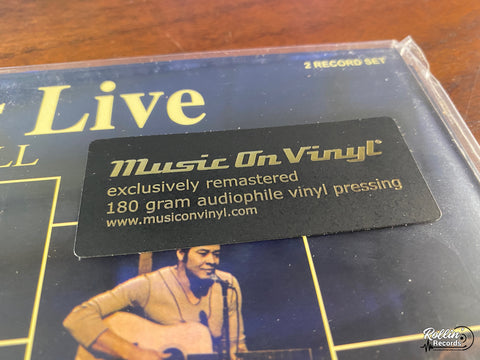 2 RECORD SET
Live
LL
Music On Vinyl
exclusively remastered
180 gram audiophile vinyl pressing
www.musiconvinyl.com
Rollin'
Records